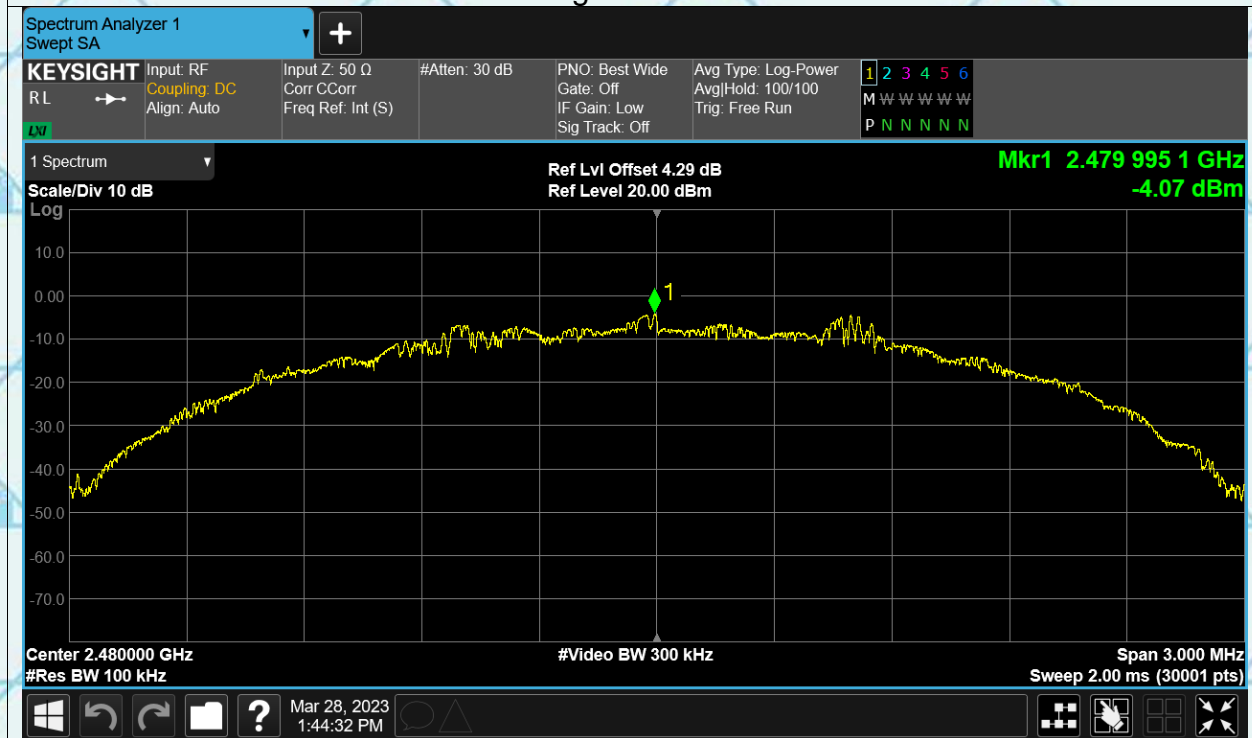 Spectrum Analyzer 1
Swept SA
+
KEYSIGHT
RL
LXI
Input: RF
Coupling: DC
Align: Auto
Input Z: 50 Ω
Corr CCorr
Freq Ref: Int (S)
#Atten: 30 dB
PNO: Best Wide
Gate: Off
IF Gain: Low
Sig Track: Off
Avg Type: Log-Power
Avg|Hold: 100/100
Trig: Free Run
1 2 3 4 5 6
M W W W W W
P N N N N N
1 Spectrum
Scale/Div 10 dB
Log
Ref Lvl Offset 4.29 dB
Ref Level 20.00 dBm
Mkr1 2.479 995 1 GHz
-4.07 dBm
1
10.0
0.00
-10.0
-20.0
-30.0
-40.0
-50.0
-60.0
-70.0
Center 2.480000 GHz
#Res BW 100 kHz
#Video BW 300 kHz
Span 3.000 MHz
Sweep 2.00 ms (30001 pts)
?
Mar 28, 2023
1:44:32 PM